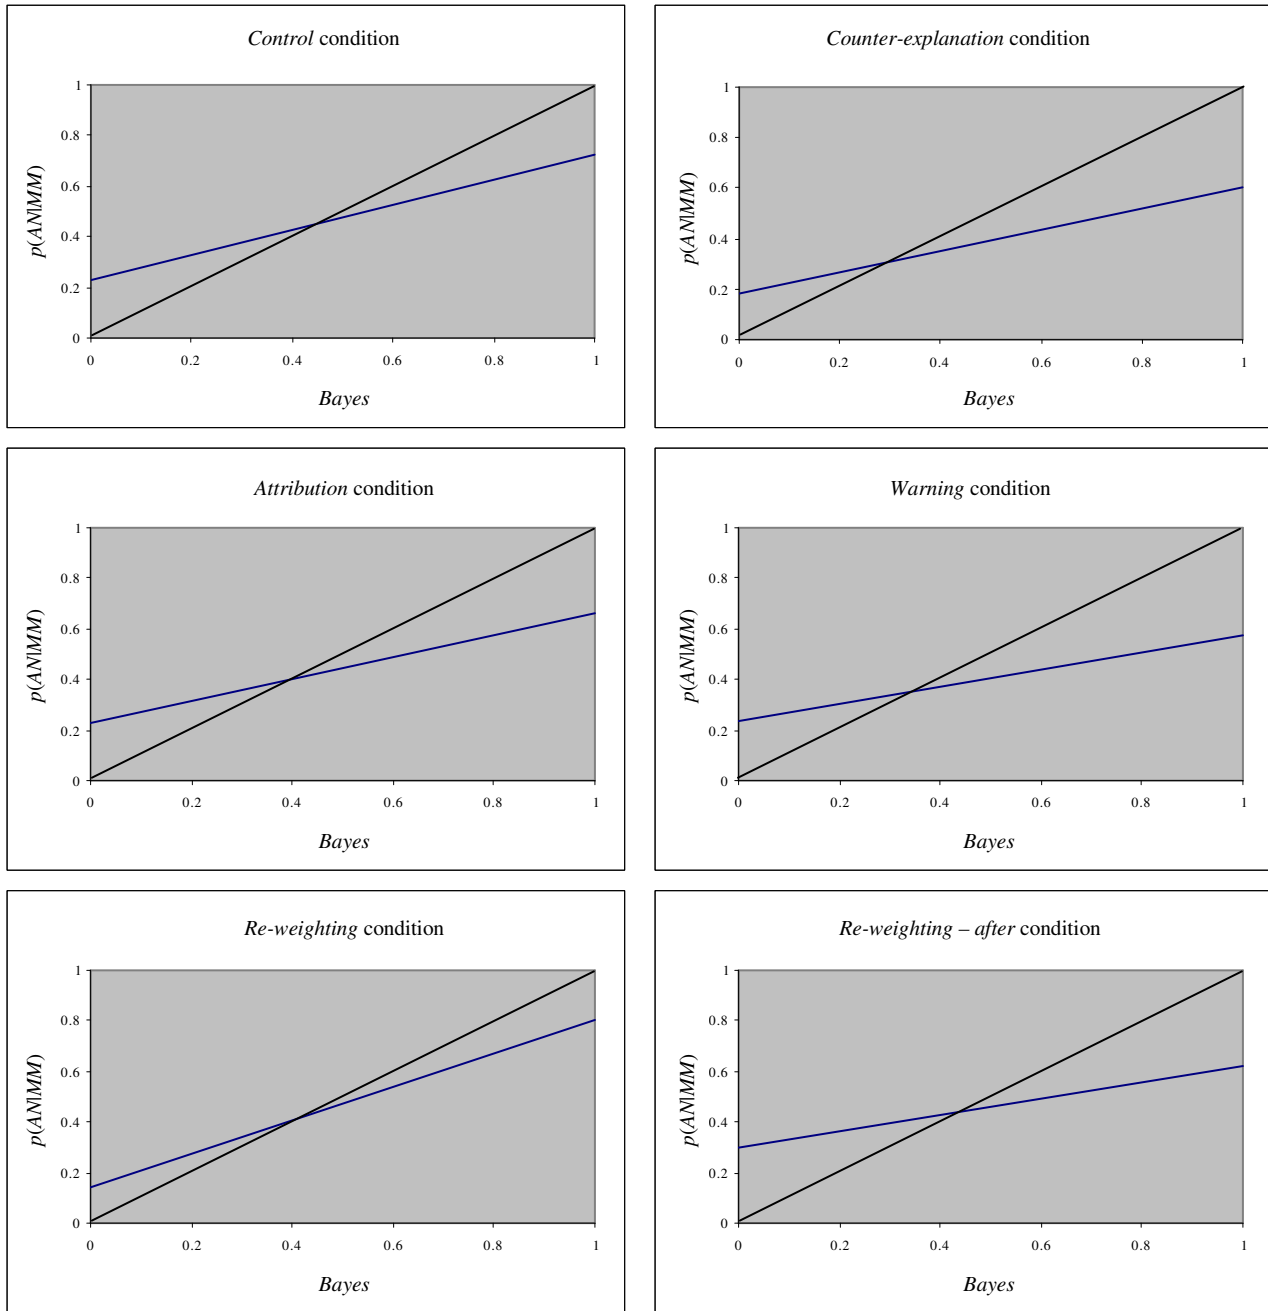 Control condition
1
0.8
0.6
0.4
0.2
0
p(AN|MM)
0 0.2 0.4 0.6 0.8 1
Bayes
Counter-explanation condition
1
0.8
0.6
0.4
0.2
0
p(AN|MM)
0 0.2 0.4 0.6 0.8 1
Bayes
Attribution condition
1
0.8
0.6
0.4
0.2
0
p(AN|MM)
0 0.2 0.4 0.6 0.8 1
Bayes
Warning condition
1
0.8
0.6
0.4
0.2
0
p(AN|MM)
0 0.2 0.4 0.6 0.8 1
Bayes
Re-weighting condition
1
0.8
0.6
0.4
0.2
0
p(AN|MM)
0 0.2 0.4 0.6 0.8 1
Bayes
Re-weighting – after condition
1
0.8
0.6
0.4
0.2
0
p(AN|MM)
0 0.2 0.4 0.6 0.8 1
Bayes